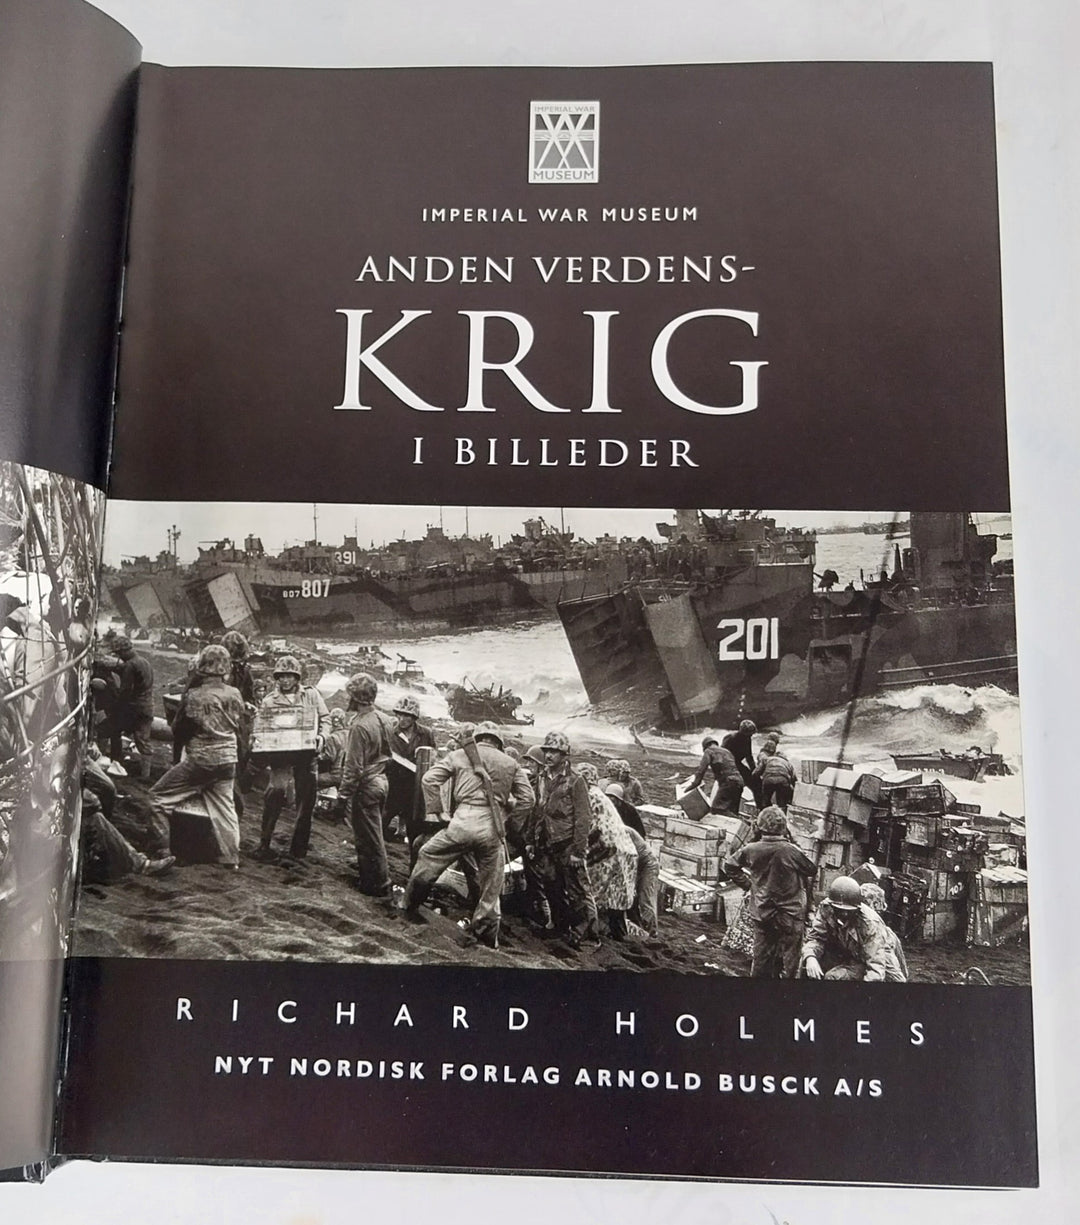 IMPERIAL WAR
MUSEUM
IMPERIAL WAR MUSEUM
ANDEN VERDENS-
KRIG
I BILLEDER
391
807 807
201
RICHARD HOLMES
NYT NORDISK FORLAG ARNOLD BUSCK A/S